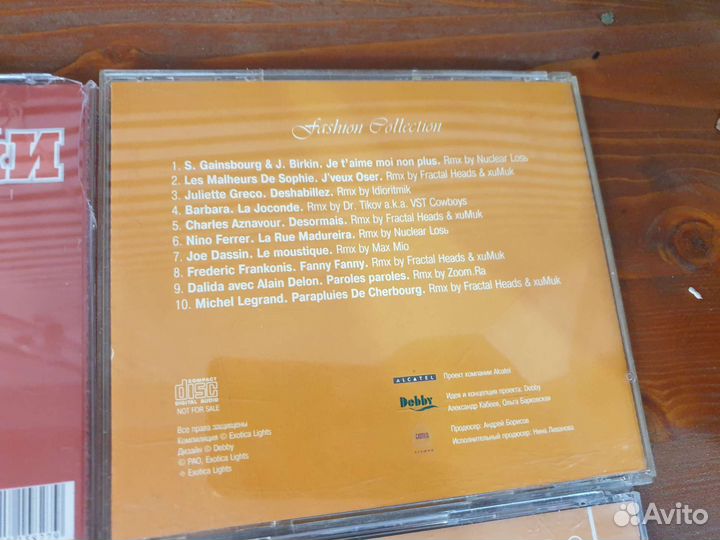 КИ
Fashion Collection
1. S. Gainsbourg & J. Birkin. Je t'aime moi non plus. Rmx by Nuclear Losь
2. Les Malheurs De Sophie. J'veux Oser. Rmx by Fractal Heads & xuMuk
3. Juliette Greco. Deshabillez. Rmx by Idioritmik
4. Barbara. La Joconde. Rmx by Dr. Tikov a.k.a. VST Cowboys
5. Charles Aznavour. Desormais. Rmx by Fractal Heads & xuMuk
6. Nino Ferrer. La Rue Madureira. Rmx by Nuclear Losь
7. Joe Dassin. Le moustique. Rmx by Max Mio
8. Frederic Frankonis. Fanny Fanny. Rmx by Fractal Heads & xuMuk
9. Dalida avec Alain Delon. Paroles paroles. Rmx by Zoom.Ra
10. Michel Legrand. Parapluies De Cherbourg. Rmx by Fractal Heads & xuMuk
COMPACT
disc
DIGITAL AUDIO
NOT FOR SALE
Все права защищены
Компиляция © Exotica Lights
Дизайн © Debby
© РАО, Exotica Lights
℗ Exotica Lights
ALCATEL
Проект компании Alcatel
Debby
Идея и концепция проекта: Debby
Александр Кабеев, Ольга Барковская
Продюсер: Андрей Борисов
Исполнительный продюсер: Нина Леванова
Avito